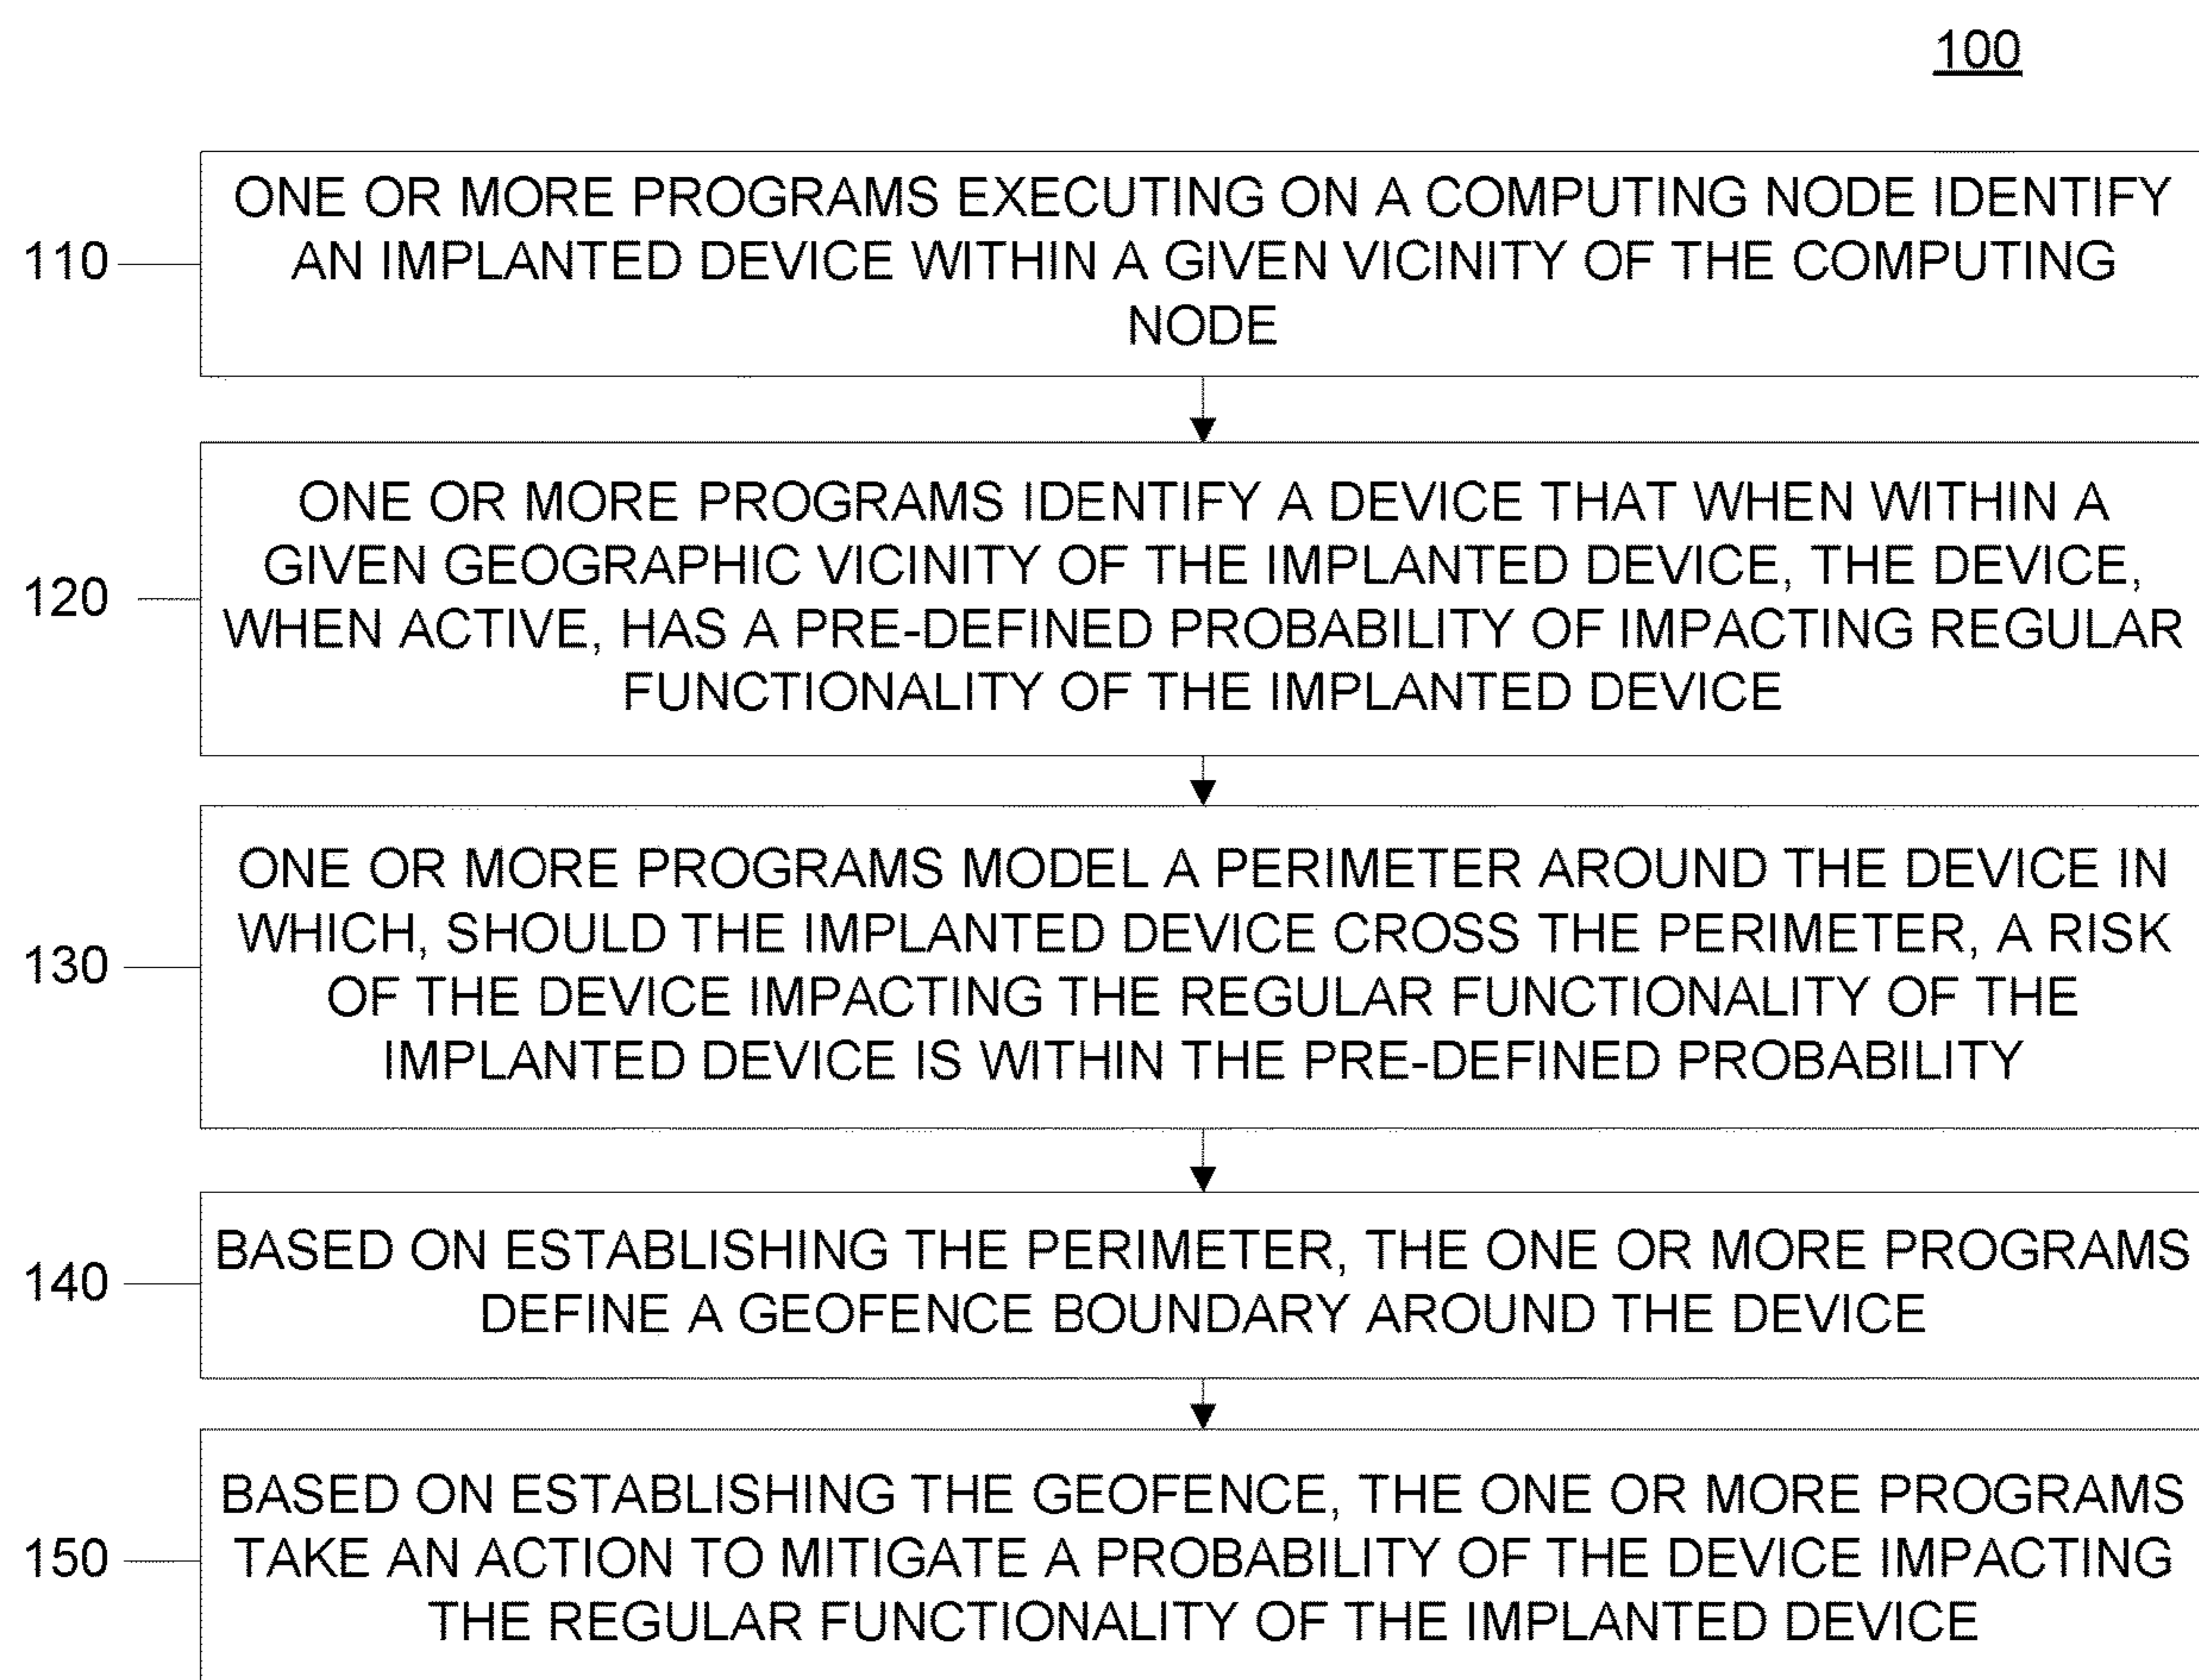 100
ONE OR MORE PROGRAMS EXECUTING ON A COMPUTING NODE IDENTIFY
AN IMPLANTED DEVICE WITHIN A GIVEN VICINITY OF THE COMPUTING
NODE
110
ONE OR MORE PROGRAMS IDENTIFY A DEVICE THAT WHEN WITHIN A
GIVEN GEOGRAPHIC VICINITY OF THE IMPLANTED DEVICE, THE DEVICE,
WHEN ACTIVE, HAS A PRE-DEFINED PROBABILITY OF IMPACTING REGULAR
FUNCTIONALITY OF THE IMPLANTED DEVICE
120
ONE OR MORE PROGRAMS MODEL A PERIMETER AROUND THE DEVICE IN
WHICH, SHOULD THE IMPLANTED DEVICE CROSS THE PERIMETER, A RISK
OF THE DEVICE IMPACTING THE REGULAR FUNCTIONALITY OF THE
IMPLANTED DEVICE IS WITHIN THE PRE-DEFINED PROBABILITY
130
BASED ON ESTABLISHING THE PERIMETER, THE ONE OR MORE PROGRAMS
DEFINE A GEOFENCE BOUNDARY AROUND THE DEVICE
140
BASED ON ESTABLISHING THE GEOFENCE, THE ONE OR MORE PROGRAMS
TAKE AN ACTION TO MITIGATE A PROBABILITY OF THE DEVICE IMPACTING
THE REGULAR FUNCTIONALITY OF THE IMPLANTED DEVICE
150